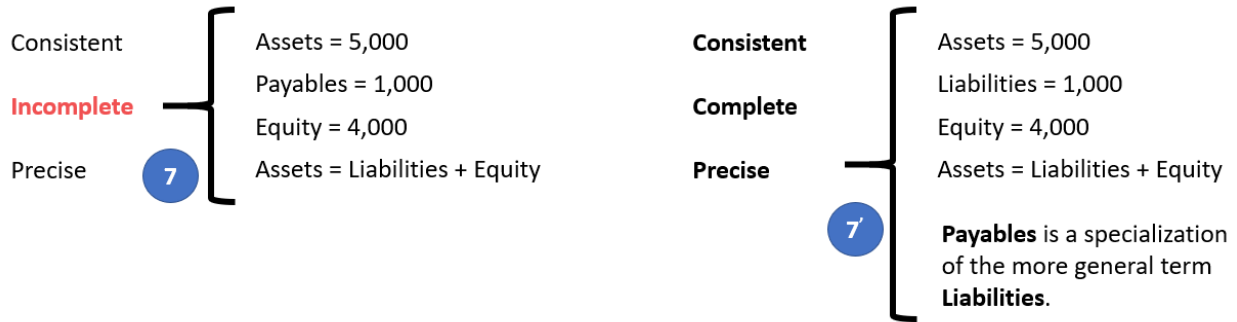 Consistent
Incomplete
Precise
7
Assets = 5,000
Payables = 1,000
Equity = 4,000
Assets = Liabilities + Equity
Consistent
Complete
Precise
7’
Assets = 5,000
Liabilities = 1,000
Equity = 4,000
Assets = Liabilities + Equity
Payables is a specialization
of the more general term
Liabilities.